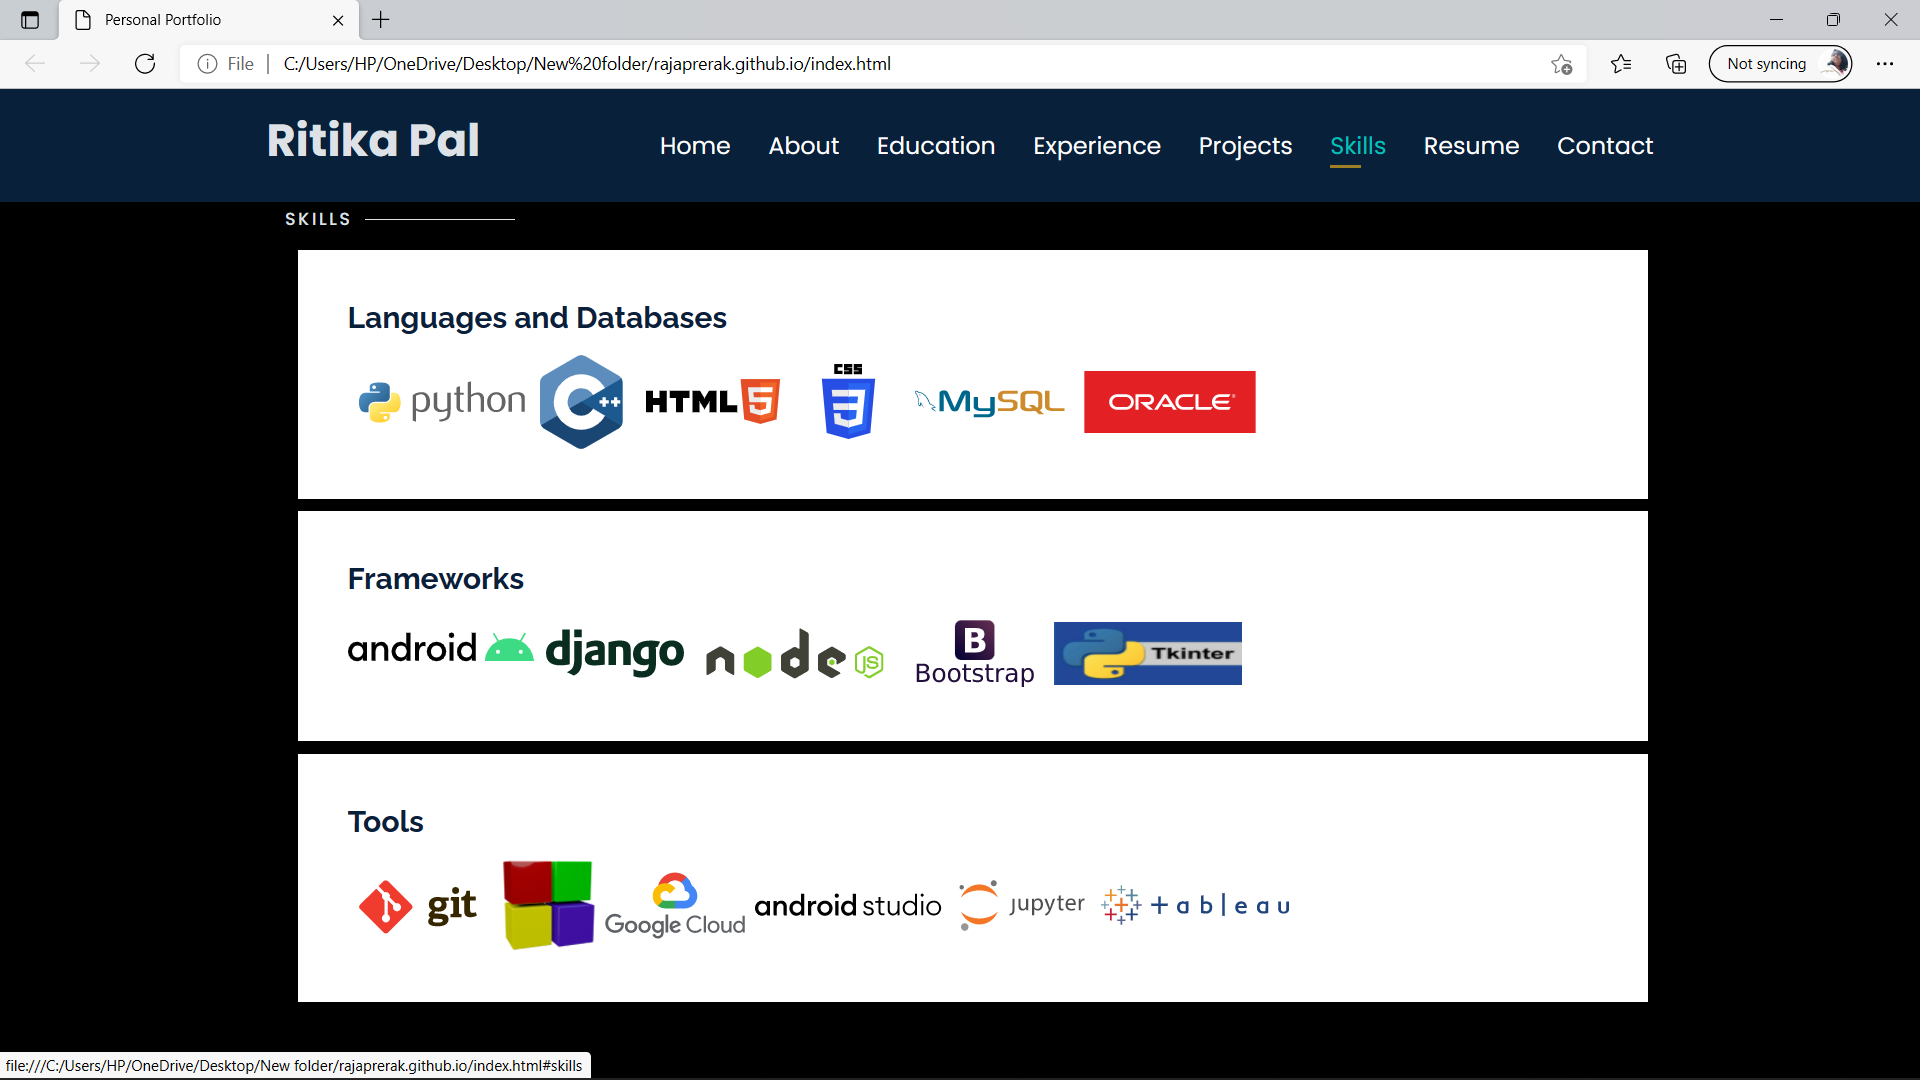 Personal Portfolio
File C:/Users/HP/OneDrive/Desktop/New%20folder/rajaprerak.github.io/index.html Not syncing
Ritika Pal Home About Education Experience Projects Skills Resume Contact
SKILLS
Languages and Databases
python C++ HTML 5 CSS 3 MySQL ORACLE
Frameworks
android django node JS B Bootstrap Tkinter
Tools
git Google Cloud android studio jupyter +ableau
file:///C:/Users/HP/OneDrive/Desktop/New folder/rajaprerak.github.io/index.html#skills